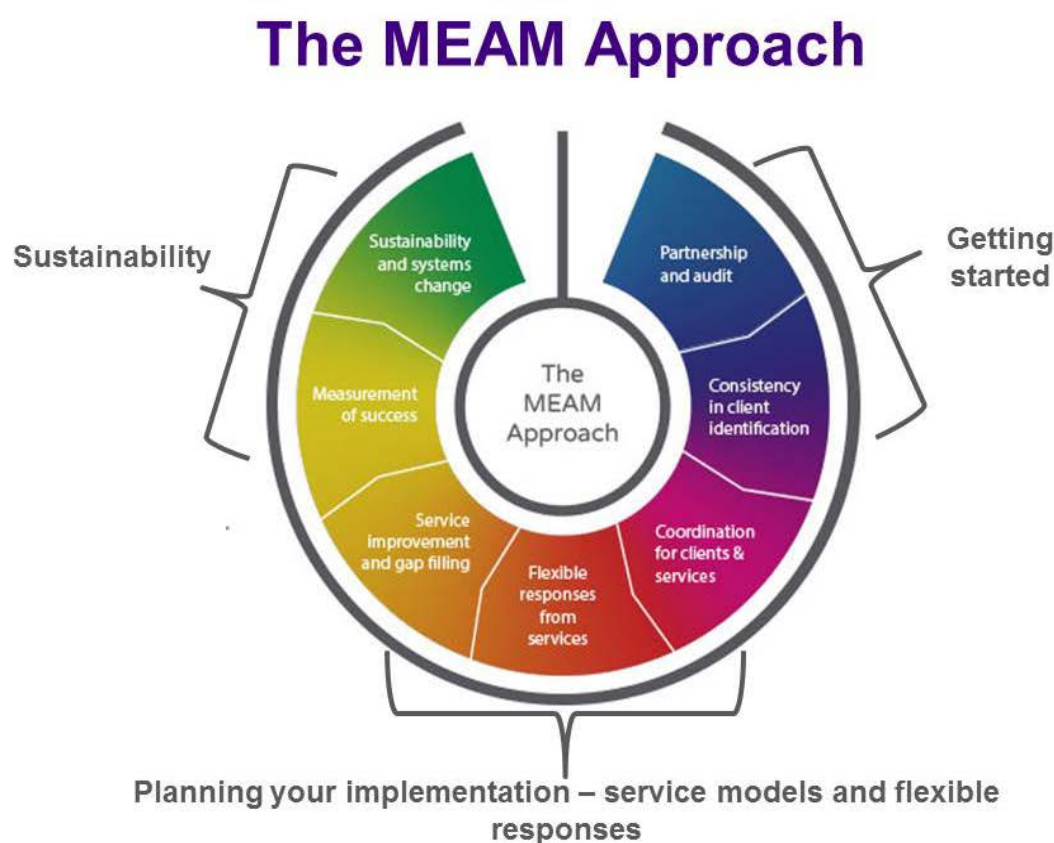 The MEAM Approach
Sustainability
Getting
started
Sustainability
and systems
change
Partnership
and audit
Measurement
of success
The
MEAM
Approach
Consistency
in client
identification
Service
improvement
and gap filling
Flexible
responses
from
services
Coordination
for clients &
services
Planning your implementation – service models and flexible
responses